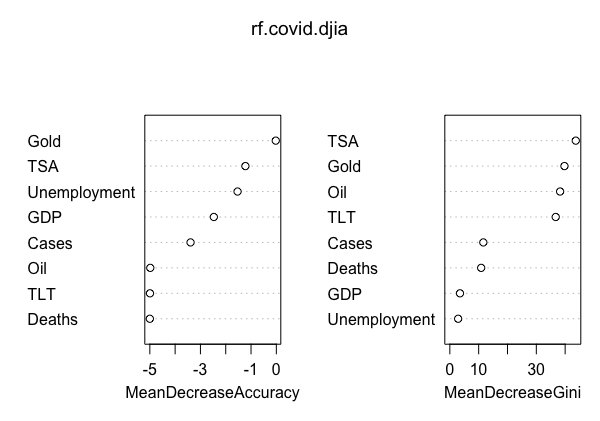 rf.covid.djia
Gold
TSA
Unemployment
GDP
Cases
Oil
TLT
Deaths
-5 -3 -1 0
MeanDecreaseAccuracy
TSA
Gold
Oil
TLT
Cases
Deaths
GDP
Unemployment
0 10 30
MeanDecreaseGini